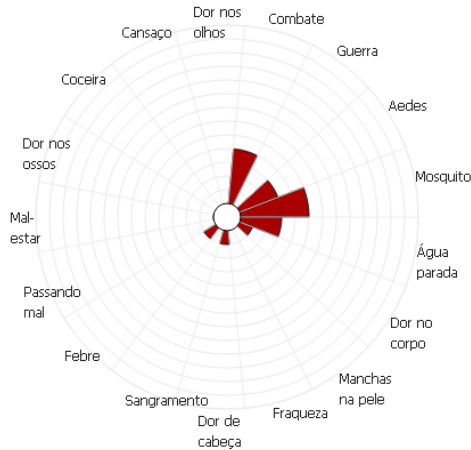 Dor nos
olhos
Combate
Guerra
Aedes
Mosquito
Água
parada
Dor no
corpo
Manchas
na pele
Fraqueza
Dor de
cabeça
Sangramento
Febre
Passando
mal
Mal-
estar
Dor nos
ossos
Coceira
Cansaço